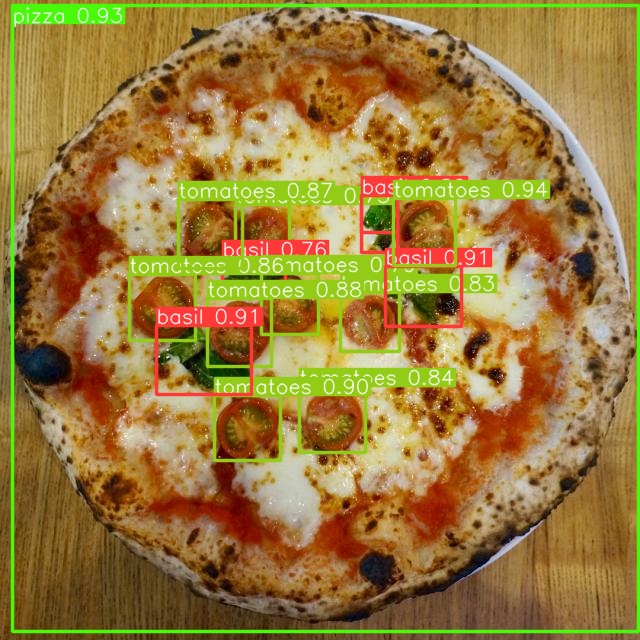 pizza 0.93
tomatoes 0.87
tomatoes 0.94
basil 0.76
basil 0.91
tomatoes 0.86
tomatoes 0.83
tomatoes 0.88
basil 0.91
tomatoes 0.84
tomatoes 0.90